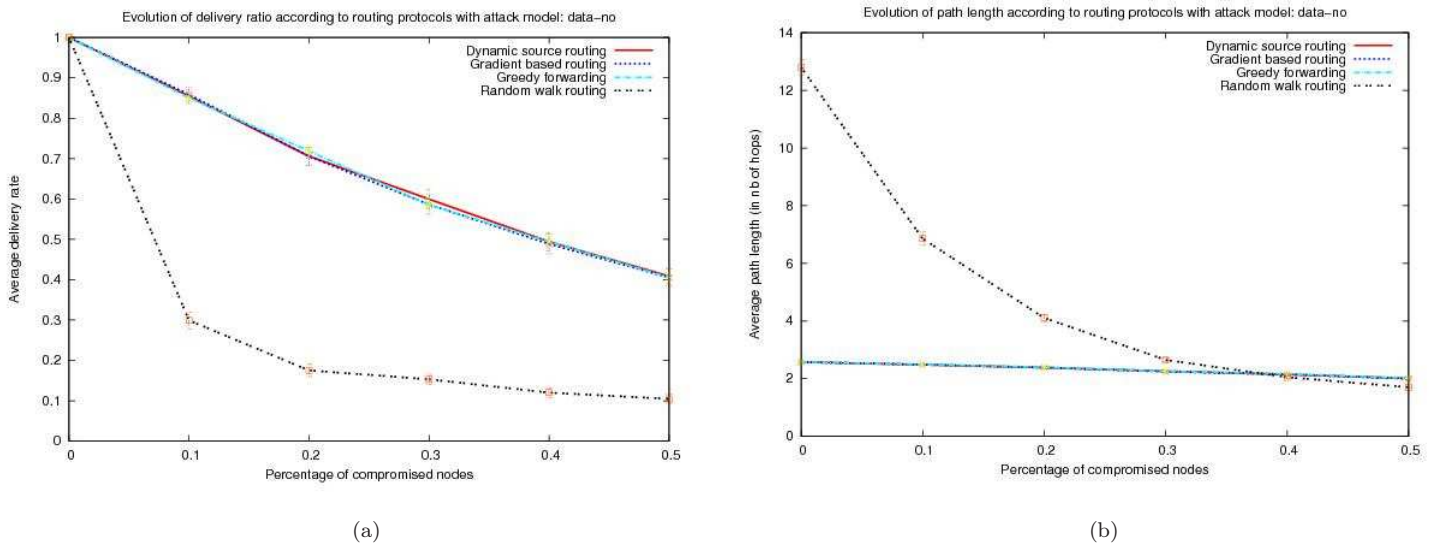 Evolution of delivery ratio according to routing protocols with attack model: data-no
1
0.9
0.8
0.7
0.6
0.5
0.4
0.3
0.2
0.1
0
Average delivery rate
Dynamic source routing
Gradient based routing
Greedy forwarding
Random walk routing
0 0.1 0.2 0.3 0.4 0.5
Percentage of compromised nodes
(a)
Evolution of path length according to routing protocols with attack model: data-no
14
12
10
8
6
4
2
0
Average path length (in nb of hops)
Dynamic source routing
Gradient based routing
Greedy forwarding
Random walk routing
0 0.1 0.2 0.3 0.4 0.5
Percentage of compromised nodes
(b)